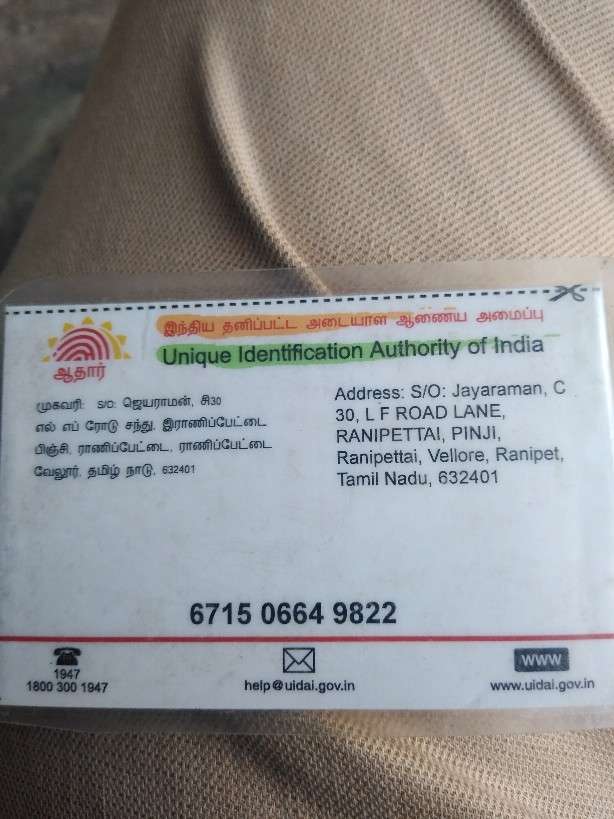 இந்திய தனிப்பட்ட அடையாள ஆணைய அமைப்பு
Unique Identification Authority of India
ஆதார்
முகவரி: S/O: ஜெயராமன், சி30
எல் எப் ரோடு சந்து, இராணிப்பேட்டை
பிஞ்சி, ராணிப்பேட்டை, ராணிப்பேட்டை
வேலூர், தமிழ் நாடு, 632401
Address: S/O: Jayaraman, C
30, L F ROAD LANE,
RANIPETTAI, PINJI,
Ranipettai, Vellore, Ranipet,
Tamil Nadu, 632401
6715 0664 9822
1947
1800 300 1947
help@uidai.gov.in
WWW
www.uidai.gov.in